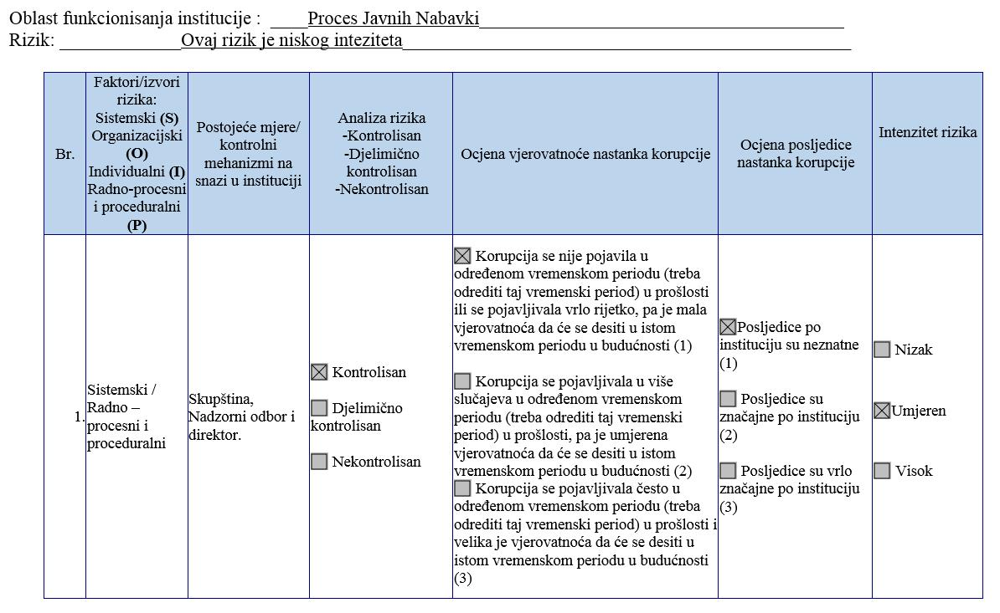 Oblast funkcionisanja institucije : ____Proces Javnih Nabavki____
Rizik: ____Ovaj rizik je niskog inteziteta____
Br.
Faktori/izvori
rizika:
Sistemski (S)
Organizacijski
(O)
Individualni (I)
Radno-procesni
i proceduralni
(P)
Postojeće mjere/
kontrolni
mehanizmi na
snazi u instituciji
Analiza rizika
-Kontrolisan
-Djelimično
kontrolisan
-Nekontrolisan
Ocjena vjerovatnoće nastanka korupcije
Ocjena posljedice
nastanka korupcije
Intenzitet rizika
1.
Sistemski /
Radno –
procesni i
proceduralni
Skupština,
Nadzorni odbor i
direktor.
☒ Kontrolisan
☐ Djelimično
kontrolisan
☐ Nekontrolisan
☒ Korupcija se nije pojavila u
određenom vremenskom periodu (treba
odrediti taj vremenski period) u prošlosti
ili se pojavljivala vrlo rijetko, pa je mala
vjerovatnoća da će se desiti u istom
vremenskom periodu u budućnosti (1)
☐ Korupcija se pojavljivala u više
slučajeva u određenom vremenskom
periodu (treba odrediti taj vremenski
period) u prošlosti, pa je umjerena
vjerovatnoća da će se desiti u istom
vremenskom periodu u budućnosti (2)
☐ Korupcija se pojavljivala često u
određenom vremenskom periodu (treba
odrediti taj vremenski period) u prošlosti i
velika je vjerovatnoća da će se desiti u
istom vremenskom periodu u budućnosti
(3)
☒Posljedice po
instituciju su neznatne
(1)
☐ Posljedice su
značajne po instituciju
(2)
☐ Posljedice su vrlo
značajne po instituciju
(3)
☐ Nizak
☒Umjeren
☐ Visok